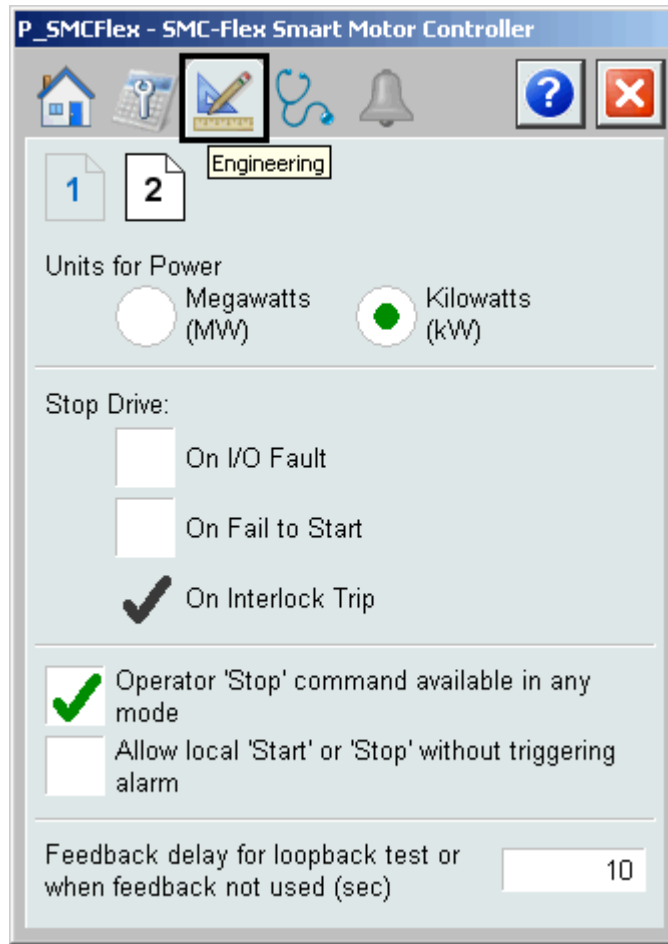 P_SMCFlex - SMC-Flex Smart Motor Controller
?
Engineering
1 2
Units for Power
Megawatts
(MW)
Kilowatts
(kW)
Stop Drive:
On I/O Fault
On Fail to Start
On Interlock Trip
Operator 'Stop' command available in any
mode
Allow local 'Start' or 'Stop' without triggering
alarm
Feedback delay for loopback test or
when feedback not used (sec)
10